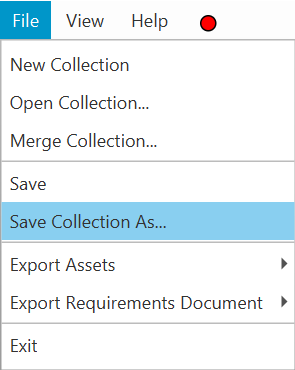 File View Help
New Collection
Open Collection...
Merge Collection...
Save
Save Collection As...
Export Assets
Export Requirements Document
Exit